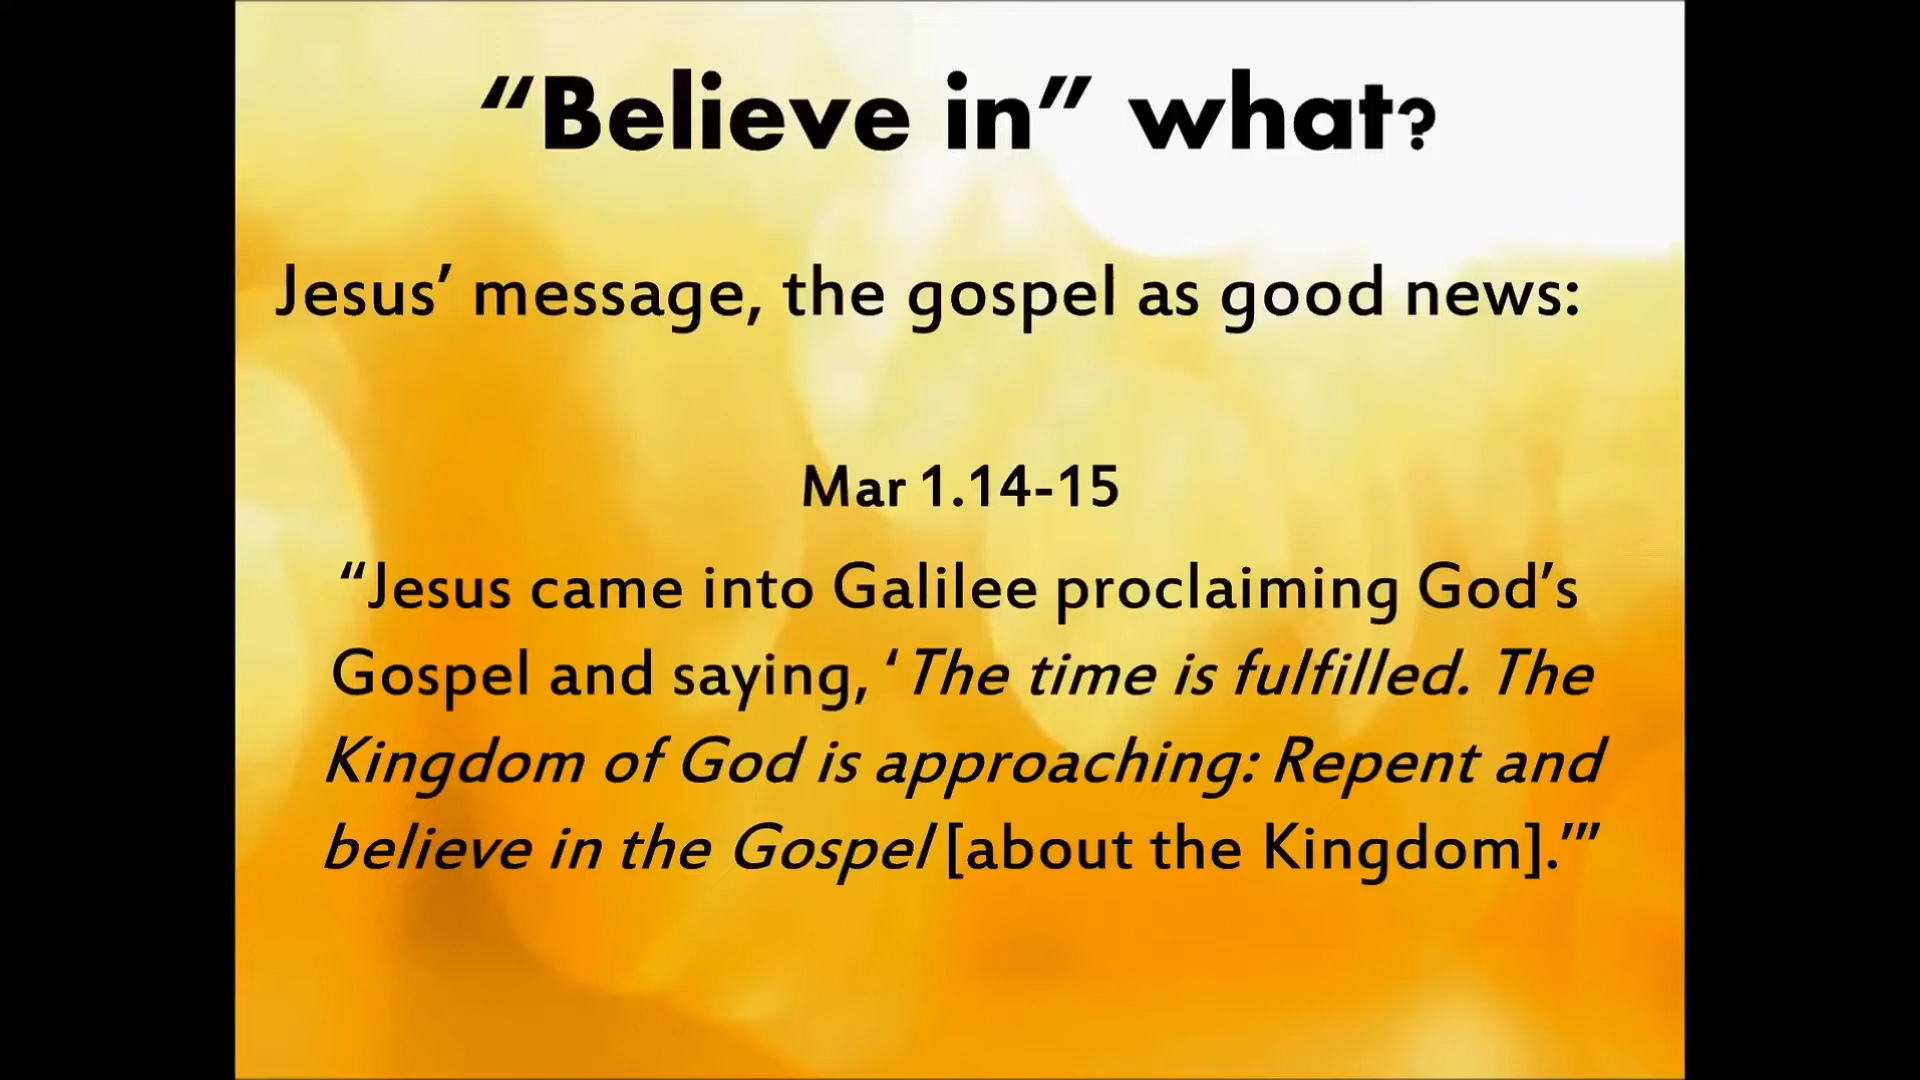 “Believe in” what?
Jesus’ message, the gospel as good news:
Mar 1.14-15
“Jesus came into Galilee proclaiming God’s
Gospel and saying, ‘The time is fulfilled. The
Kingdom of God is approaching: Repent and
believe in the Gospel [about the Kingdom].’”